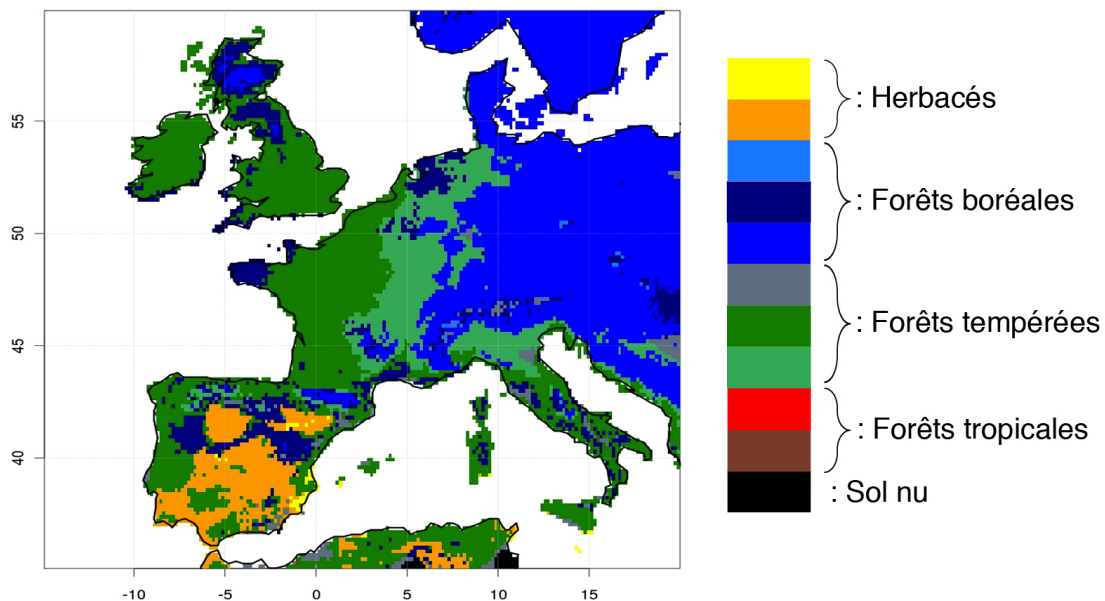 55
50
45
40
-10
-5
0
5
10
15
: Herbacés
: Forêts boréales
: Forêts tempérées
: Forêts tropicales
: Sol nu